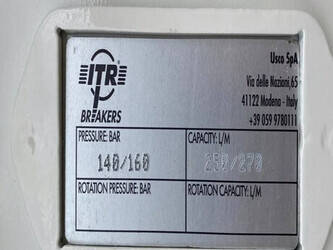 ITR
BREAKERS
Usco SpA
Via delle Nazioni, 65
41122 Modena - Italy
+39 059 9780111
PRESSURE: BAR
140/160
CAPACITY: L/M
250/270
ROTATION PRESSURE: BAR
ROTATION CAPACITY: L/M